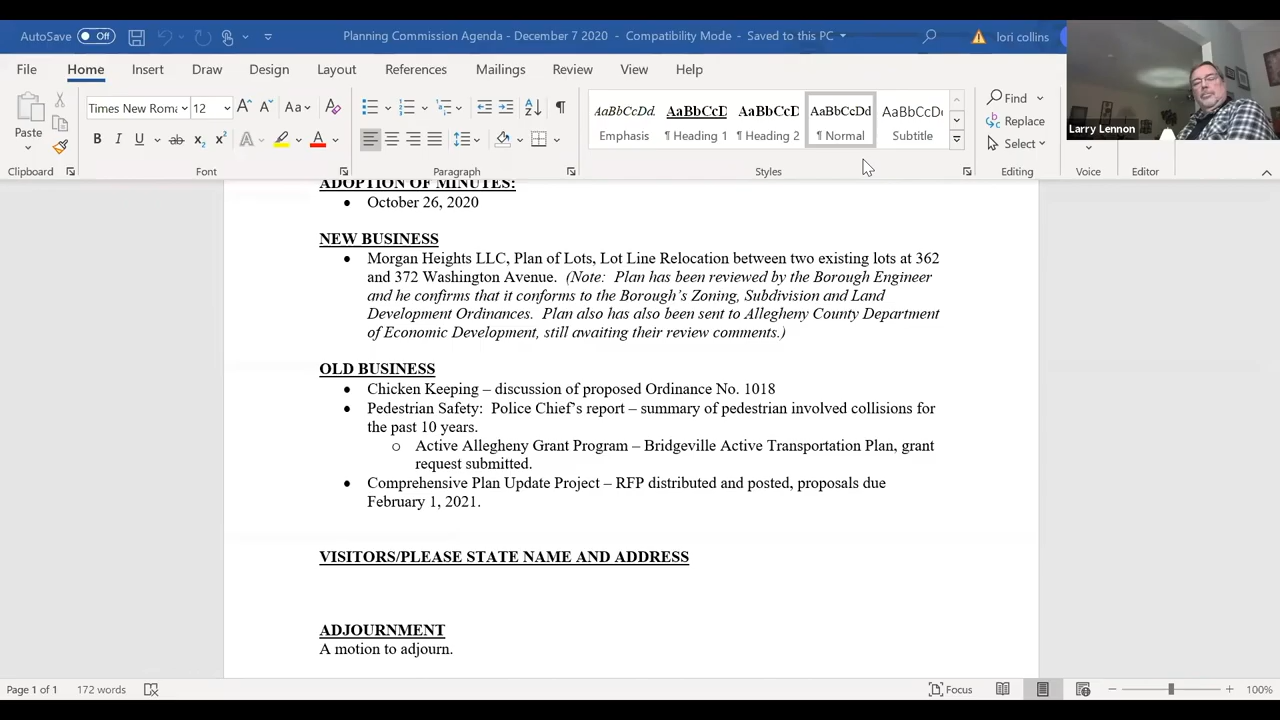 AutoSave Off Planning Commission Agenda - December 7 2020 - Compatibility Mode - Saved to this PC lori collins
File Home Insert Draw Design Layout References Mailings Review View Help
Larry Lennon
Paste
Times New Roma 12
B I U ab x₂ x² A A
Aa
AaBbCcDd. AaBbCcD AaBbCcD AaBbCcDd AaBbCcD
Emphasis ¶ Heading 1 ¶ Heading 2 ¶ Normal Subtitle
Find
Replace
Select
Clipboard Font Paragraph Styles Editing Voice Editor
ADOPTION OF MINUTES:
• October 26, 2020
NEW BUSINESS
• Morgan Heights LLC, Plan of Lots, Lot Line Relocation between two existing lots at 362
and 372 Washington Avenue. (Note: Plan has been reviewed by the Borough Engineer
and he confirms that it conforms to the Borough's Zoning, Subdivision and Land
Development Ordinances. Plan also has also been sent to Allegheny County Department
of Economic Development, still awaiting their review comments.)
OLD BUSINESS
• Chicken Keeping – discussion of proposed Ordinance No. 1018
• Pedestrian Safety: Police Chief's report – summary of pedestrian involved collisions for
the past 10 years.
o Active Allegheny Grant Program – Bridgeville Active Transportation Plan, grant
request submitted.
• Comprehensive Plan Update Project – RFP distributed and posted, proposals due
February 1, 2021.
VISITORS/PLEASE STATE NAME AND ADDRESS
ADJOURNMENT
A motion to adjourn.
Page 1 of 1 172 words Focus 100%